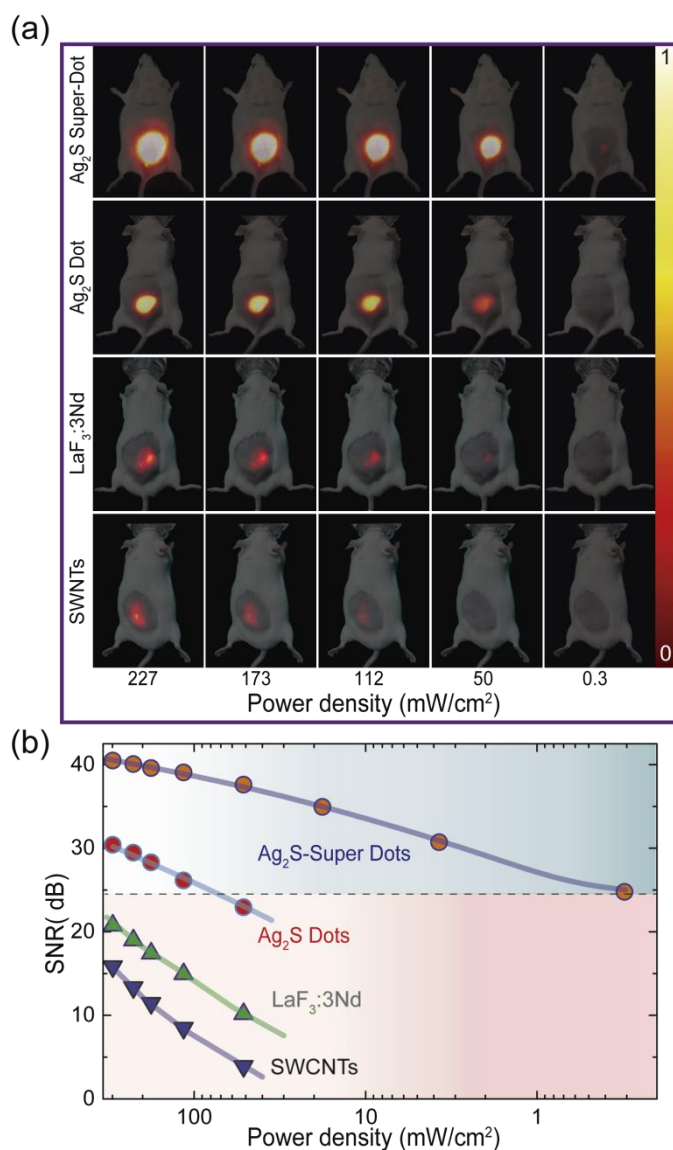 (a)
Ag₂S Super-Dot
1
Ag₂S Dot
LaF₃:3Nd
SWNTs
0
227 173 112 50 0.3
Power density (mW/cm²)
(b)
SNR( dB)
40
30
20
10
0
Ag₂S-Super Dots
Ag₂S Dots
LaF₃:3Nd
SWCNTs
100 10 1
Power density (mW/cm²)